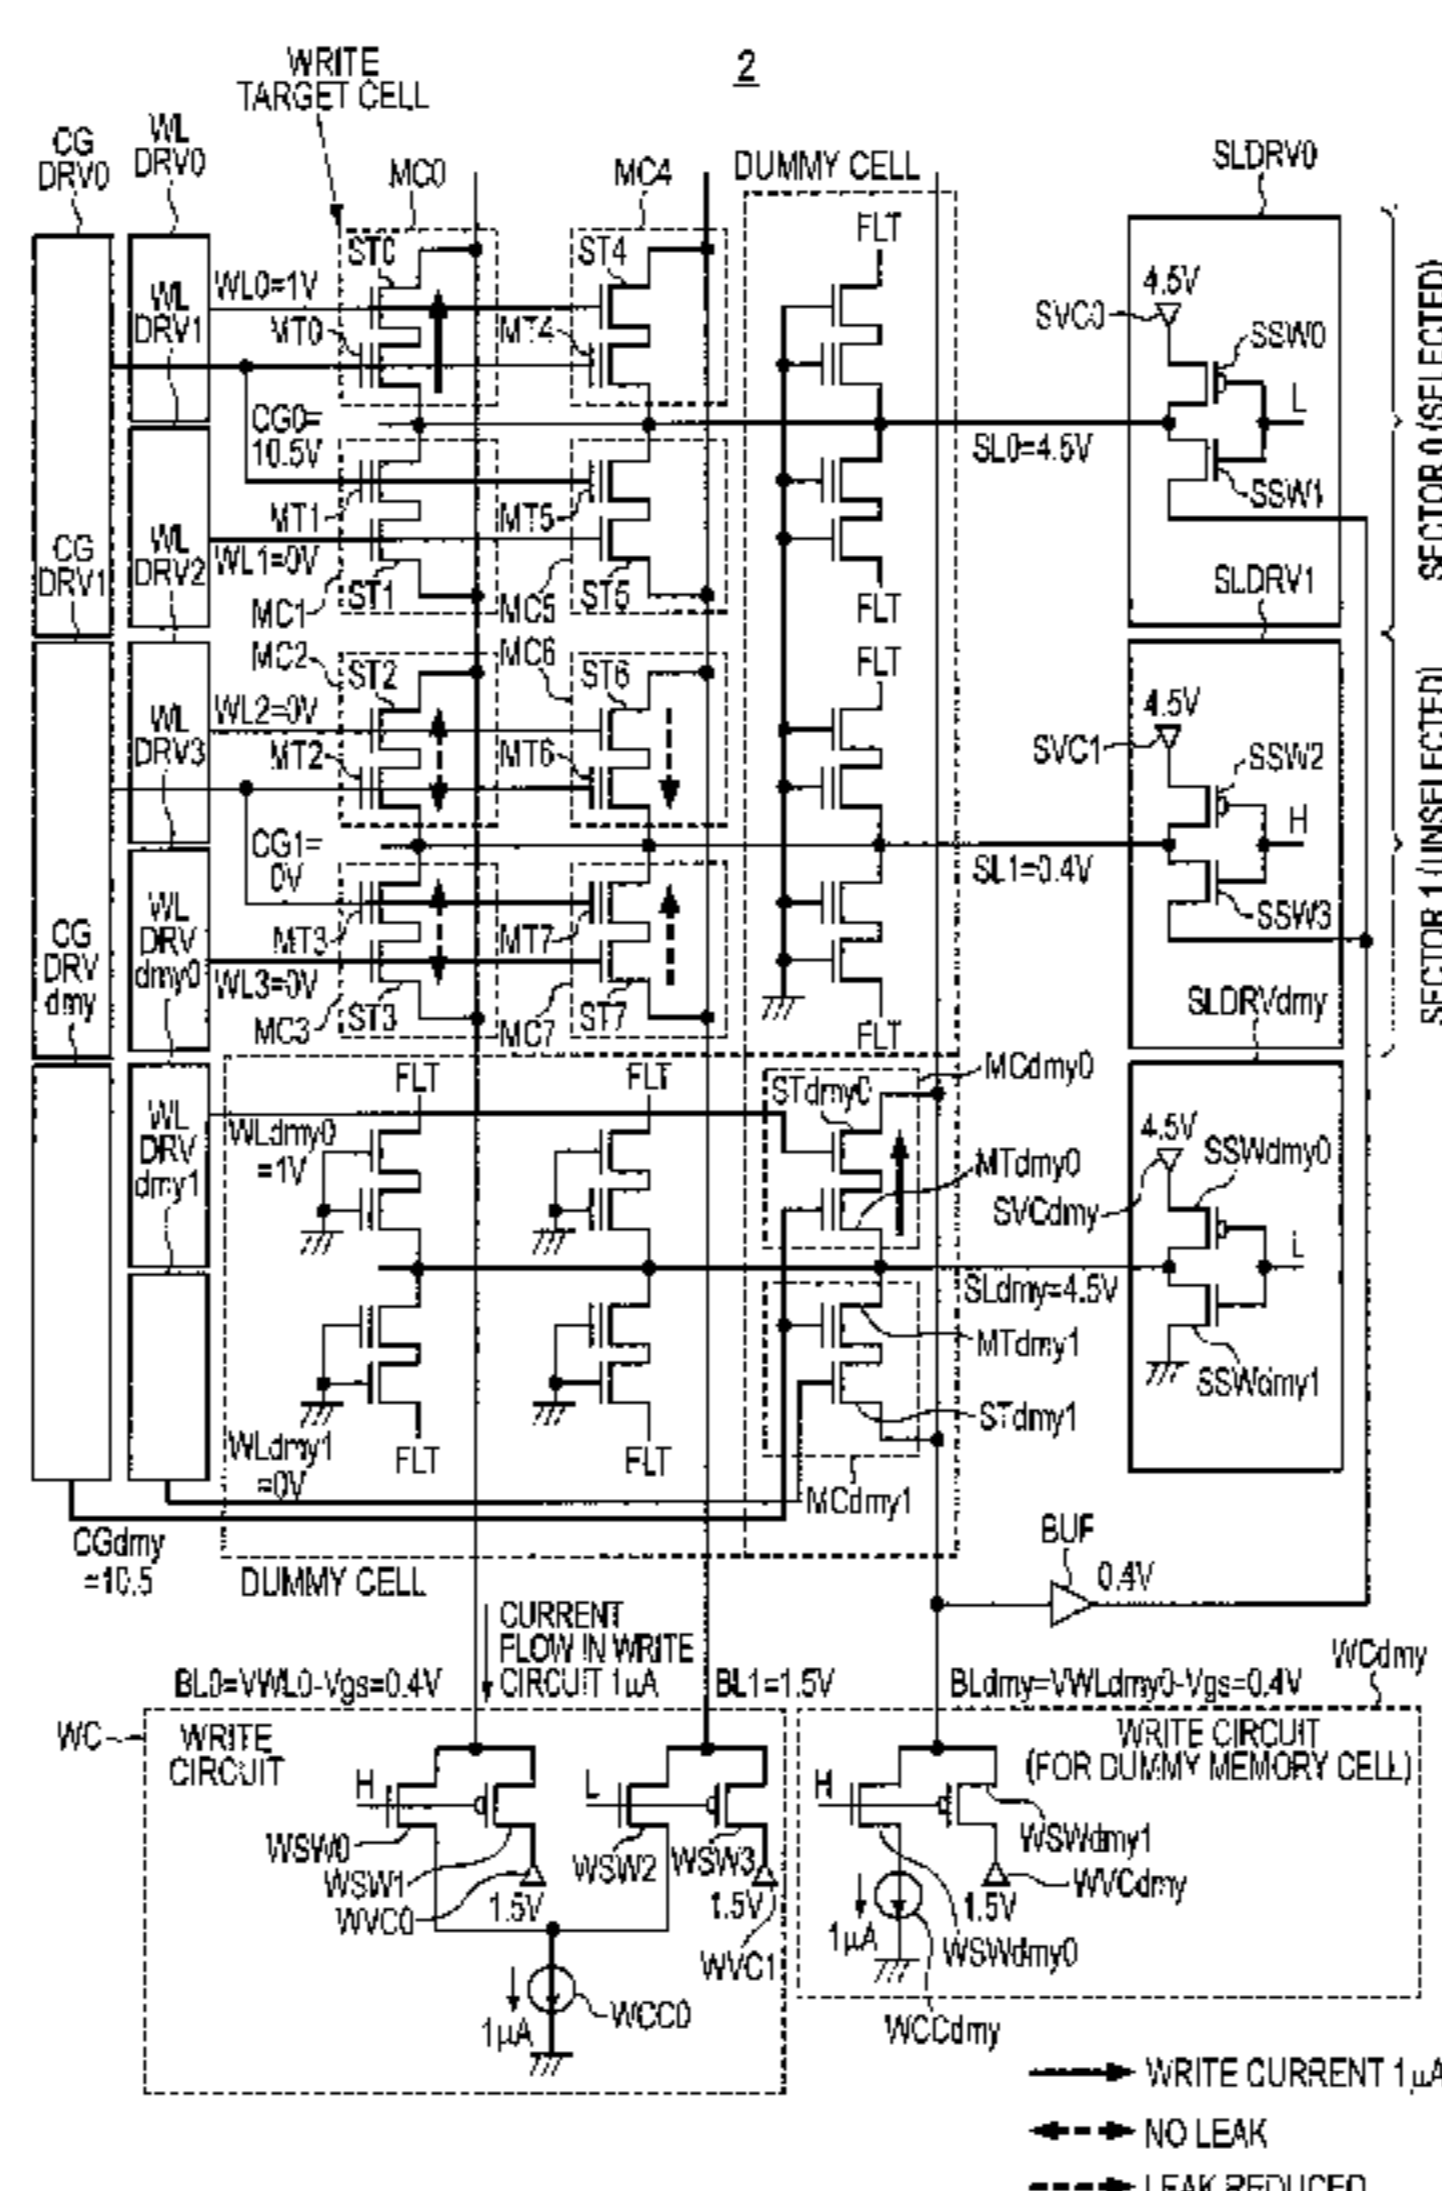 2
WRITE
TARGET CELL
CG
DRV0
WL
DRV0
MC0
MC4
DUMMY CELL
SLDRV0
FLT
ST0
ST4
WL0=1V
WL
DRV1
MT0
MT4
4.5V
SVC0
SSW0
L
CG0=
10.5V
SL0=4.5V
SSW1
SECTOR 0 (SELECTED)
MT1
MT5
CG
DRV1
WL
DRV2
WL1=0V
ST1
ST5
MC1
MC5
FLT
SLDRV1
FLT
MC2
MC6
ST2
ST6
WL2=0V
WL
DRV3
MT2
MT6
4.5V
SVC1
SSW2
H
CG1=
0V
SL1=0.4V
SSW3
SECTOR 1 (UNSELECTED)
WL
DRV
dmy0
CG
DRV
dmy
MT3
MT7
WL3=0V
ST3
ST7
MC3
MC7
FLT
SLDRVdmy
FLT
FLT
MCdmy0
STdmy0
WL
DRV
dmy1
WLdmy0
=1V
MTdmy0
4.5V
SSWdmy0
SVCdmy
L
SLdmy=4.5V
MTdmy1
SSWdmy1
STdmy1
WLdmy1
=0V
FLT
FLT
MCdmy1
CGdmy
=10.5
DUMMY CELL
BUF
0.4V
CURRENT
FLOW IN WRITE
CIRCUIT 1μA
BL0=VWL0-Vgs=0.4V
BL1=1.5V
BLdmy=VWLdmy0-Vgs=0.4V
WCdmy
WC
WRITE
CIRCUIT
WRITE CIRCUIT
(FOR DUMMY MEMORY CELL)
H
L
H
WSW0
WSW1
WVC0
1.5V
WSW2
WSW3
1.5V
WVC1
WSWdmy1
WVCdmy
1.5V
1μA
WSWdmy0
WCCdmy
1μA
WCC0
WRITE CURRENT 1μA
NO LEAK
LEAK REDUCED